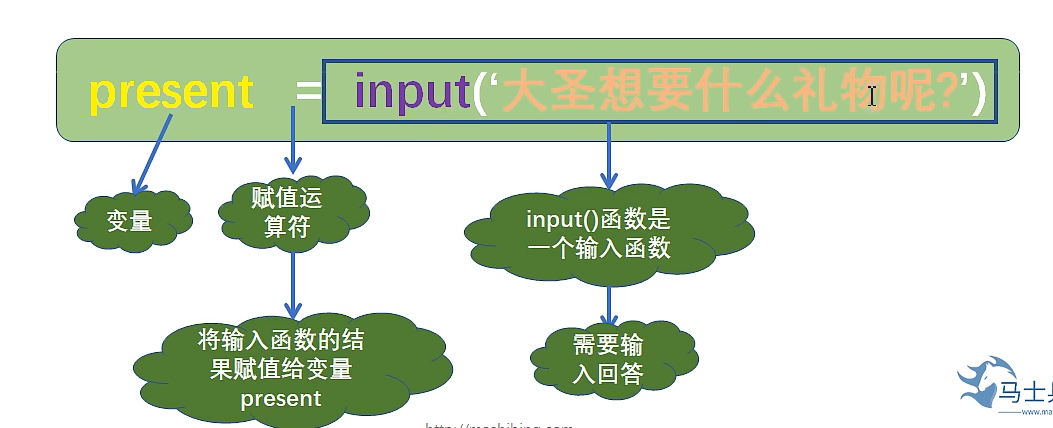 present = input(‘大圣想要什么礼物呢?’)
变量
赋值运
算符
input()函数是
一个输入函数
将输入函数的结
果赋值给变量
present
需要输
入回答
马士